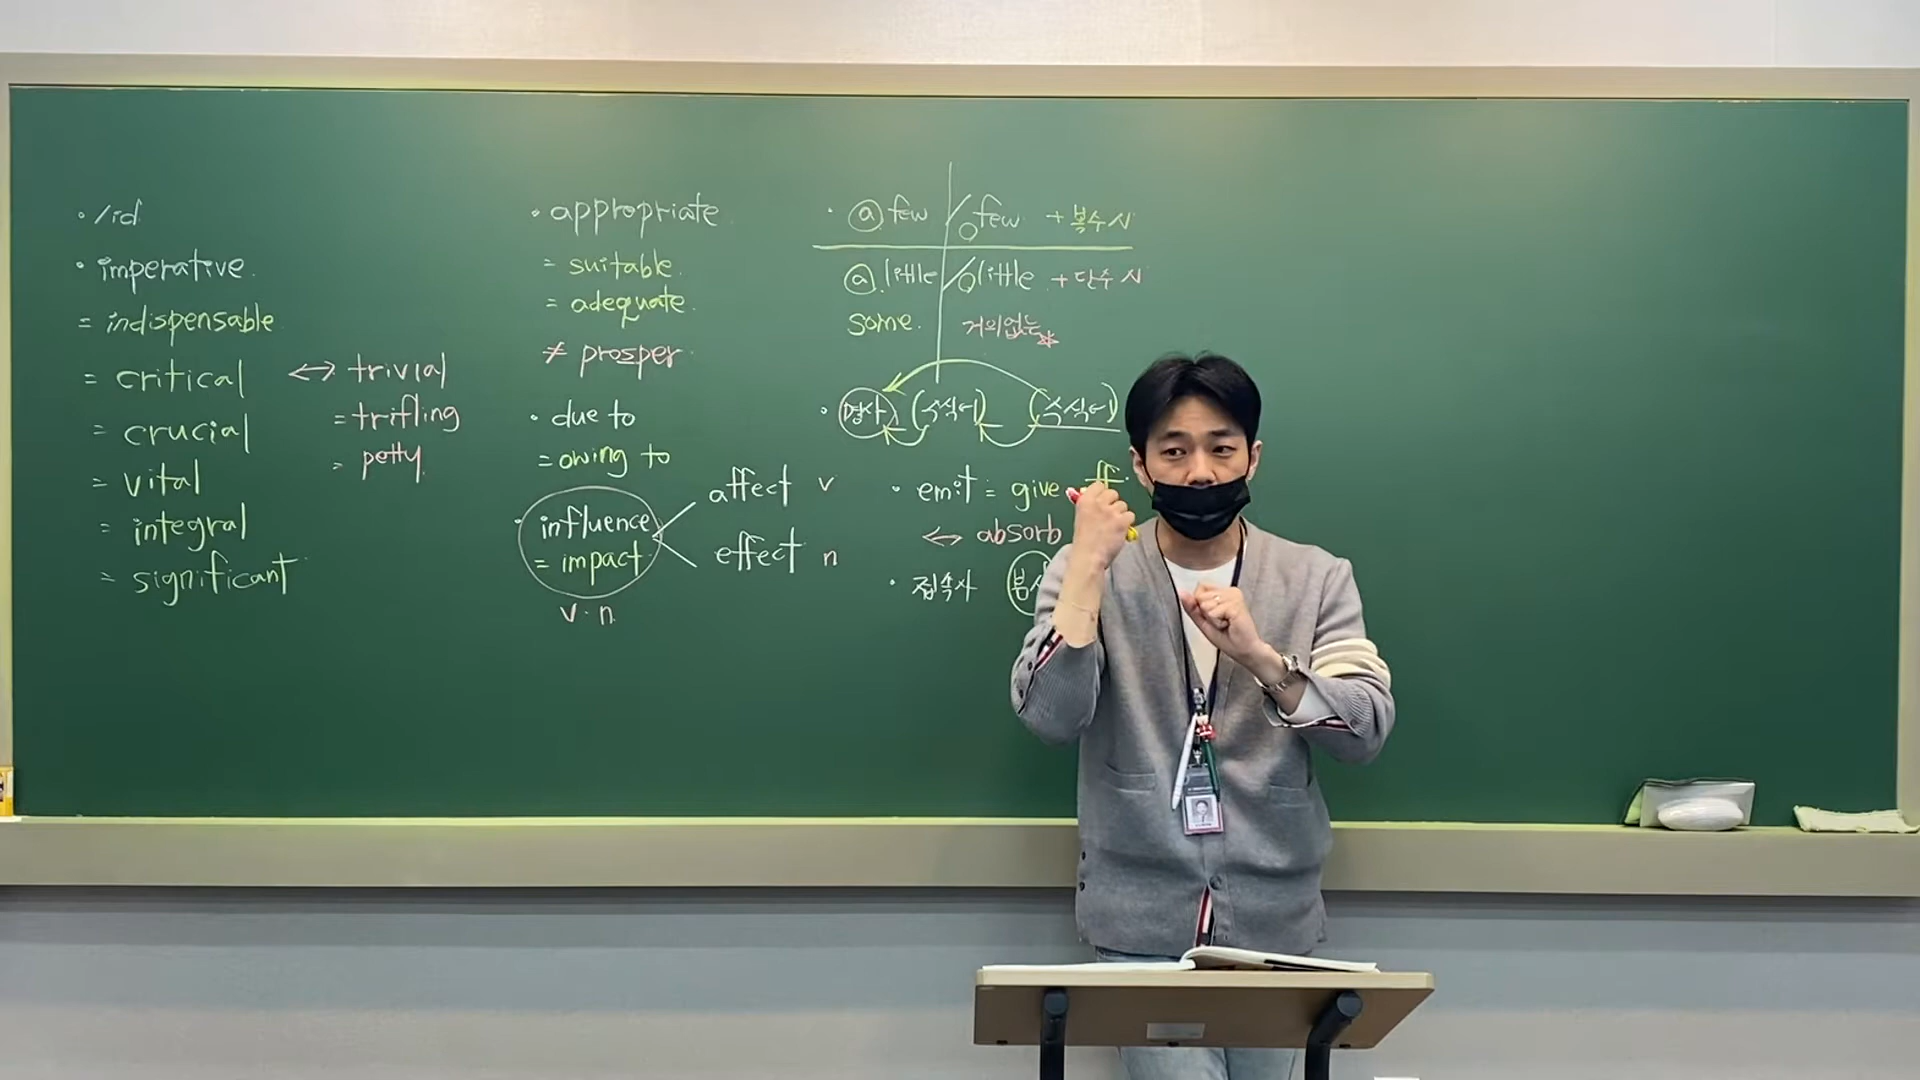 · /id
· imperative.
= indispensable
= critical ↔ trivial
= trifling
= petty
= crucial
= vital
= integral
= significant
· appropriate
= suitable.
= adequate.
≠ prosper
· due to
= owing to
· influence
= impact
v · n
affect v
effect n
· ⓐ few / few + 복수 N
ⓐ little / little + 단수 N
some. 거의없는
· 명사 (수식어) (수식어)
· emit = give off
↔ absorb
· 접속사